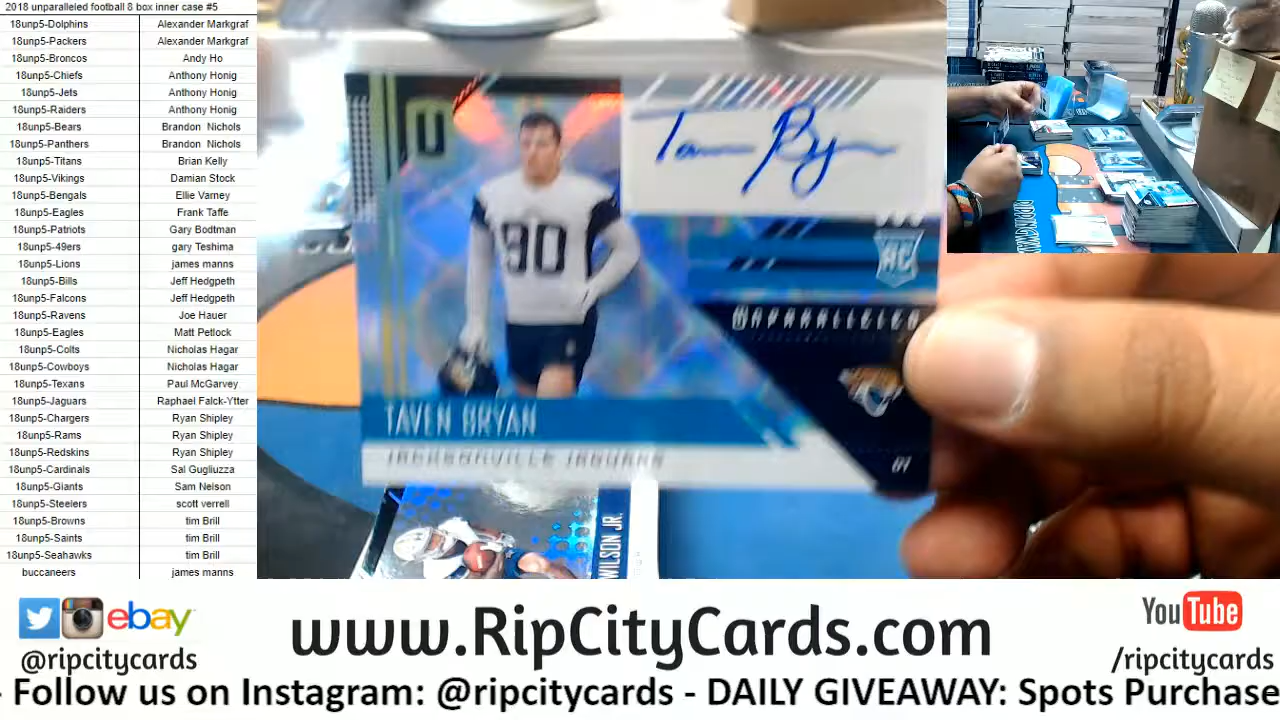 2018 unparalleled football 8 box inner case #5
18unp5-Dolphins Alexander Markgraf
18unp5-Packers Alexander Markgraf
18unp5-Broncos Andy Ho
18unp5-Chiefs Anthony Honig
18unp5-Jets Anthony Honig
18unp5-Raiders Anthony Honig
18unp5-Bears Brandon Nichols
18unp5-Panthers Brandon Nichols
18unp5-Titans Brian Kelly
18unp5-Vikings Damian Stock
18unp5-Bengals Ellie Varney
18unp5-Eagles Frank Taffe
18unp5-Patriots Gary Bodtman
18unp5-49ers gary Teshima
18unp5-Lions james manns
18unp5-Bills Jeff Hedgpeth
18unp5-Falcons Jeff Hedgpeth
18unp5-Ravens Joe Hauer
18unp5-Eagles Matt Petlock
18unp5-Colts Nicholas Hagar
18unp5-Cowboys Nicholas Hagar
18unp5-Texans Paul McGarvey
18unp5-Jaguars Raphael Falck-Ytter
18unp5-Chargers Ryan Shipley
18unp5-Rams Ryan Shipley
18unp5-Redskins Ryan Shipley
18unp5-Cardinals Sal Gugliuzza
18unp5-Giants Sam Nelson
18unp5-Steelers scott verrell
18unp5-Browns tim Brill
18unp5-Saints tim Brill
18unp5-Seahawks tim Brill
buccaneers james manns
U
90
RC
UNPARALLELED
TAVEN BRYAN
JACKSONVILLE JAGUARS
DT
WILSON JR.
ebay
@ripcitycards
www.RipCityCards.com
YouTube
/ripcitycards
- Follow us on Instagram: @ripcitycards - DAILY GIVEAWAY: Spots Purchase